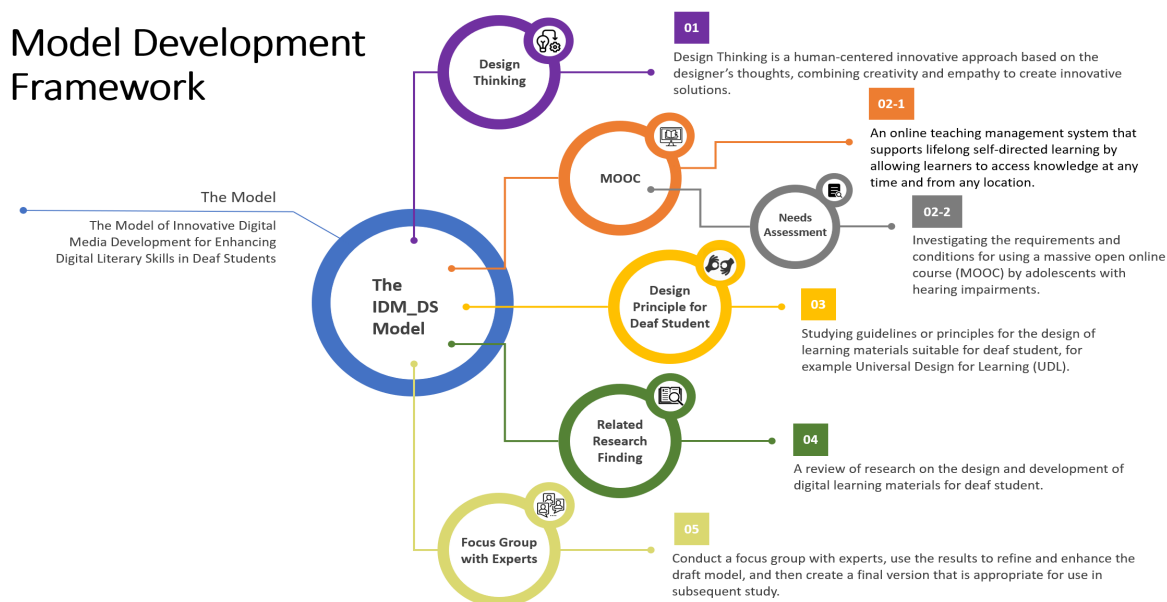 Model Development
Framework
The Model
The Model of Innovative Digital
Media Development for Enhancing
Digital Literary Skills in Deaf Students
The
IDM_DS
Model
Design
Thinking
01
Design Thinking is a human-centered innovative approach based on the
designer's thoughts, combining creativity and empathy to create innovative
solutions.
MOOC
02-1
An online teaching management system that
supports lifelong self-directed learning by
allowing learners to access knowledge at any
time and from any location.
Needs
Assessment
02-2
Investigating the requirements and
conditions for using a massive open online
course (MOOC) by adolescents with
hearing impairments.
Design
Principle for
Deaf Student
03
Studying guidelines or principles for the design of
learning materials suitable for deaf student, for
example Universal Design for Learning (UDL).
Related
Research
Finding
04
A review of research on the design and development of
digital learning materials for deaf student.
Focus Group
with Experts
05
Conduct a focus group with experts, use the results to refine and enhance the
draft model, and then create a final version that is appropriate for use in
subsequent study.